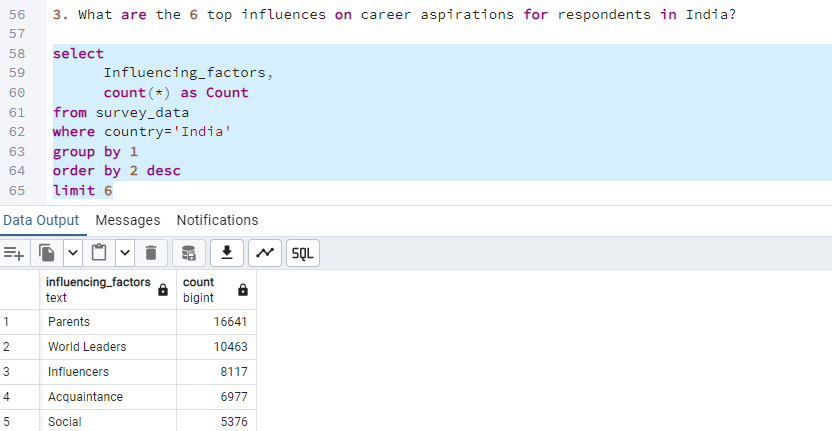 56 3. What are the 6 top influences on career aspirations for respondents in India?
57
58 select
59 Influencing_factors,
60 count(*) as Count
61 from survey_data
62 where country='India'
63 group by 1
64 order by 2 desc
65 limit 6
Data Output Messages Notifications
SQL
influencing_factors count
text bigint
1 Parents 16641
2 World Leaders 10463
3 Influencers 8117
4 Acquaintance 6977
5 Social 5376